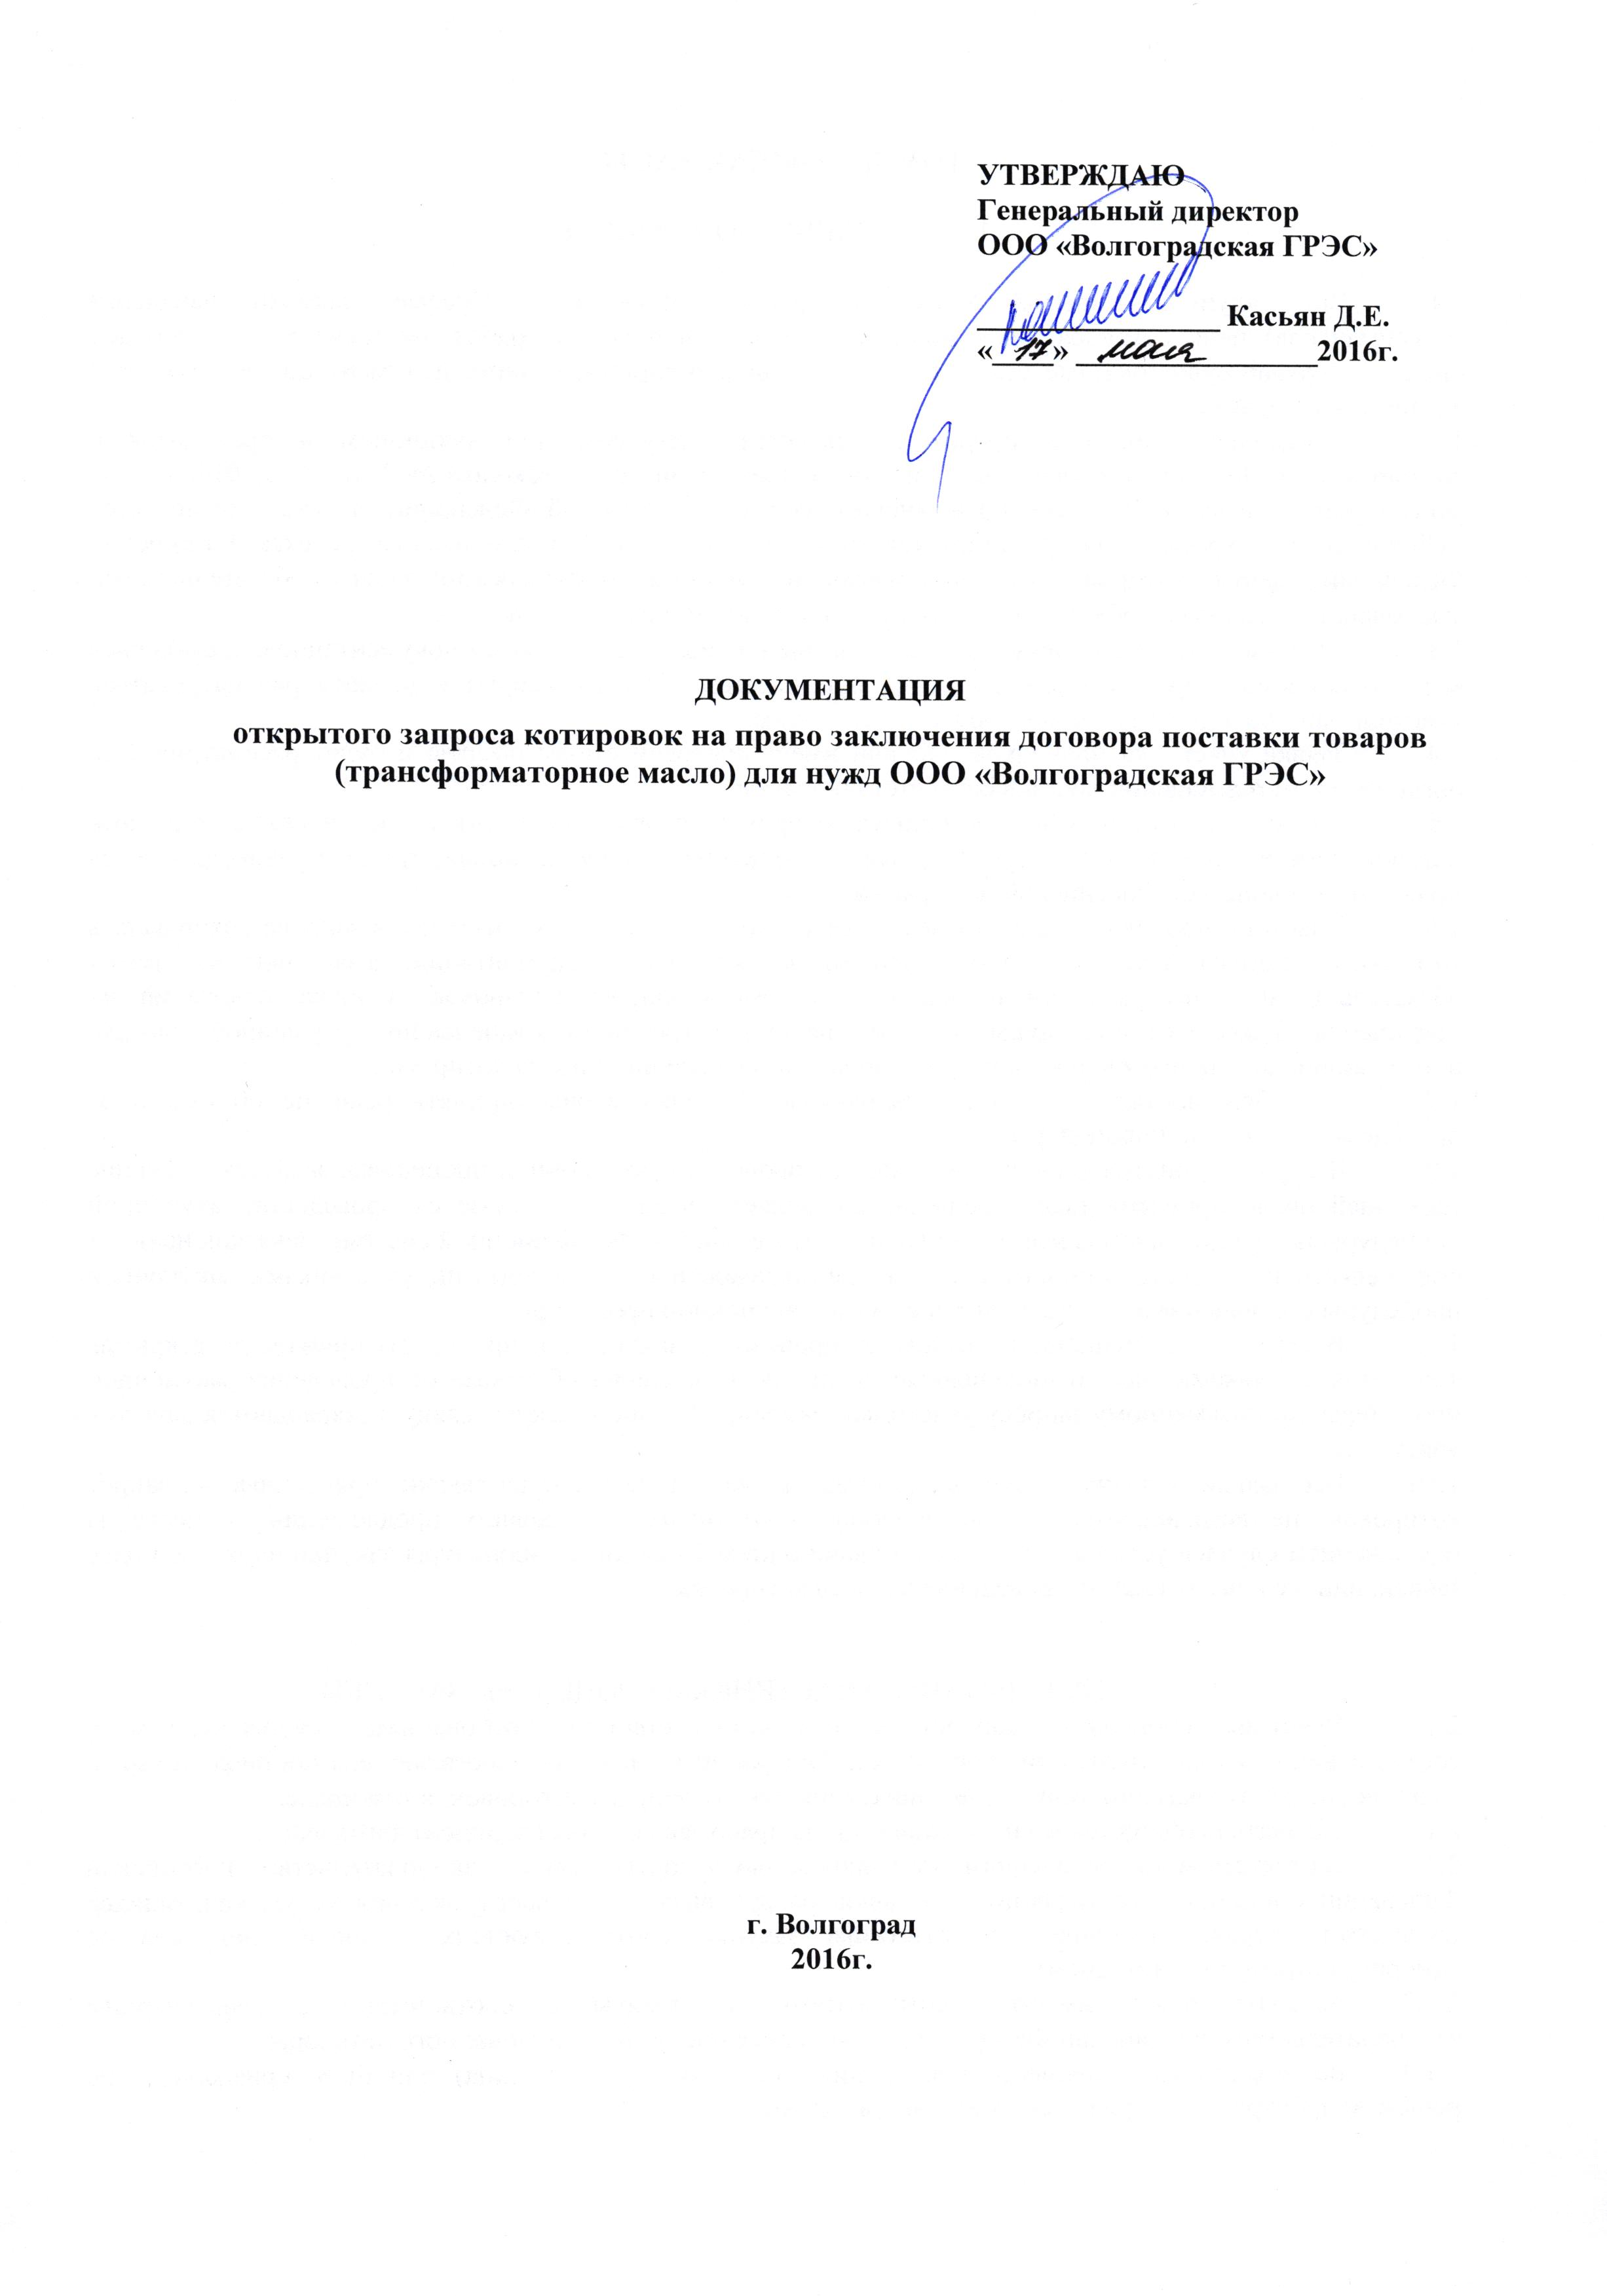 УТВЕРЖДАЮ
Генеральный директор
ООО «Волгоградская ГРЭС»
________________ Касьян Д.Е.
«17» мая 2016г.
ДОКУМЕНТАЦИЯ
открытого запроса котировок на право заключения договора поставки товаров
(трансформаторное масло) для нужд ООО «Волгоградская ГРЭС»
г. Волгоград
2016г.